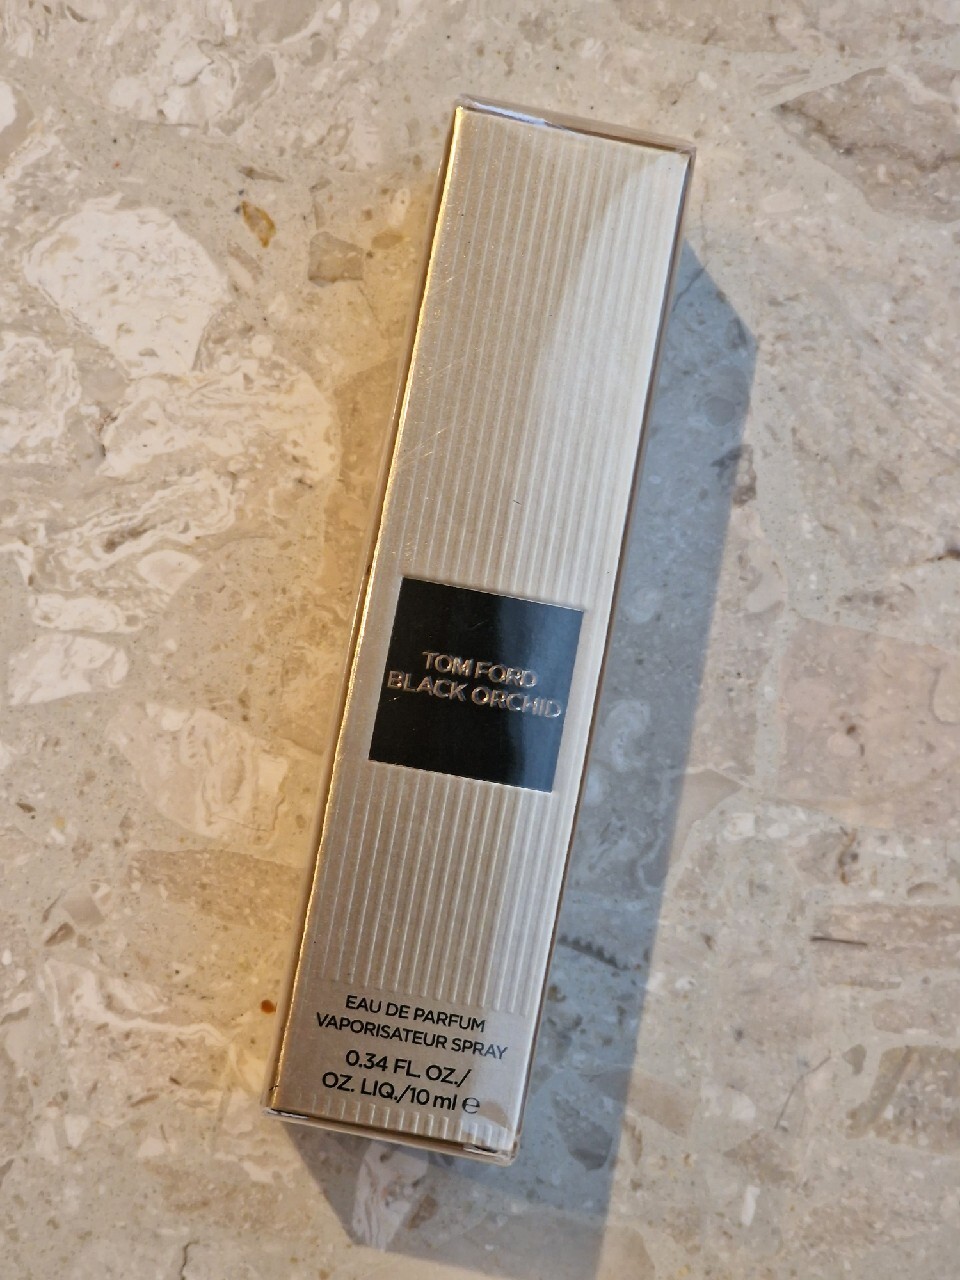 TOM FORD
BLACK ORCHID
EAU DE PARFUM
VAPORISATEUR SPRAY
0.34 FL. OZ./
OZ. LIQ./10 ml ℮